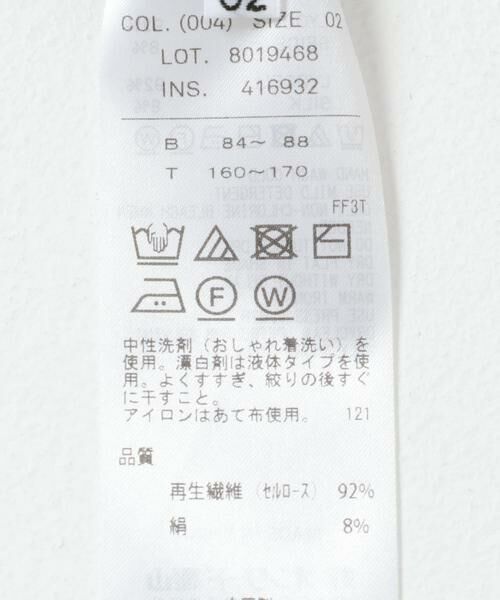 02
COL. (004) SIZE 02
LOT. 8019468
INS. 416932
B 84～ 88
T 160～170
FF3T
F W
中性洗剤（おしゃれ着洗い）を
使用。漂白剤は液体タイプを使
用。よくすすぎ、絞りの後すぐ
に干すこと。
アイロンはあて布使用。 121
品質
再生繊維（セルロース） 92%
絹 8%